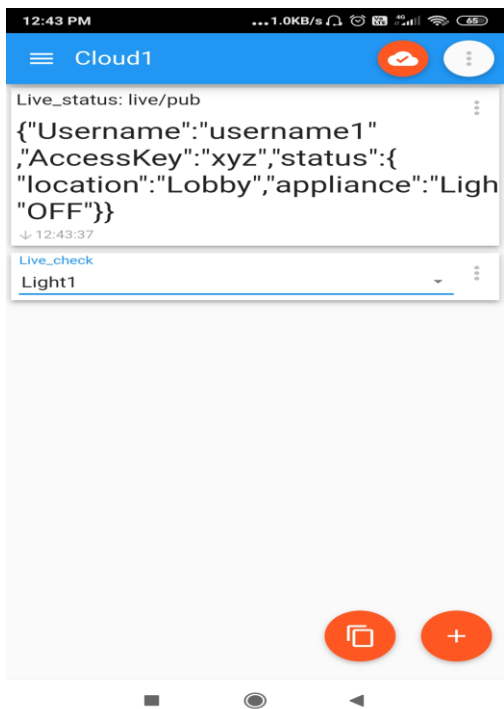 12:43 PM
...1.0KB/s 4G 65
Cloud1
Live_status: live/pub
{"Username":"username1"
,"AccessKey":"xyz","status":{
"location":"Lobby","appliance":"Ligh
"OFF"}}
12:43:37
Live_check
Light1